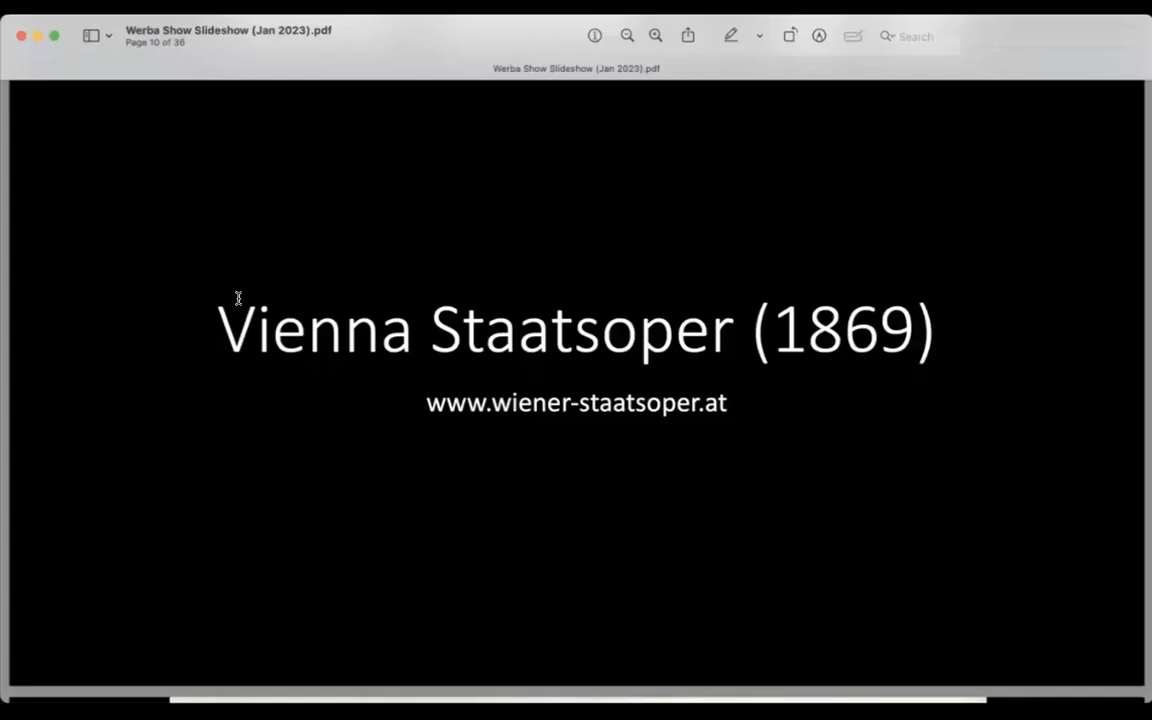 Werba Show Slideshow (Jan 2023).pdf
Page 10 of 36
Search
Werba Show Slideshow (Jan 2023).pdf
Vienna Staatsoper (1869)
www.wiener-staatsoper.at